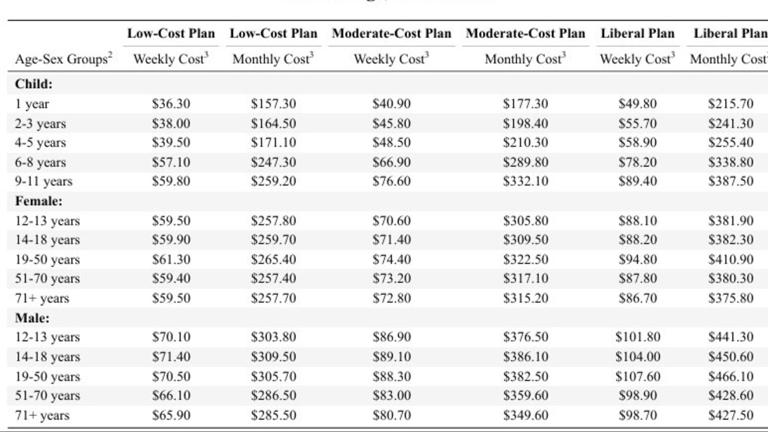 Low-Cost Plan Low-Cost Plan Moderate-Cost Plan Moderate-Cost Plan Liberal Plan Liberal Plan
Age-Sex Groups² Weekly Cost³ Monthly Cost³ Weekly Cost³ Monthly Cost³ Weekly Cost³ Monthly Cost³
Child:
1 year $36.30 $157.30 $40.90 $177.30 $49.80 $215.70
2-3 years $38.00 $164.50 $45.80 $198.40 $55.70 $241.30
4-5 years $39.50 $171.10 $48.50 $210.30 $58.90 $255.40
6-8 years $57.10 $247.30 $66.90 $289.80 $78.20 $338.80
9-11 years $59.80 $259.20 $76.60 $332.10 $89.40 $387.50
Female:
12-13 years $59.50 $257.80 $70.60 $305.80 $88.10 $381.90
14-18 years $59.90 $259.70 $71.40 $309.50 $88.20 $382.30
19-50 years $61.30 $265.40 $74.40 $322.50 $94.80 $410.90
51-70 years $59.40 $257.40 $73.20 $317.10 $87.80 $380.30
71+ years $59.50 $257.70 $72.80 $315.20 $86.70 $375.80
Male:
12-13 years $70.10 $303.80 $86.90 $376.50 $101.80 $441.30
14-18 years $71.40 $309.50 $89.10 $386.10 $104.00 $450.60
19-50 years $70.50 $305.70 $88.30 $382.50 $107.60 $466.10
51-70 years $66.10 $286.50 $83.00 $359.60 $98.90 $428.60
71+ years $65.90 $285.50 $80.70 $349.60 $98.70 $427.50